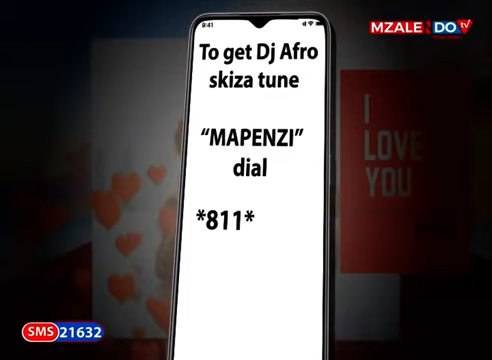 9:41
MZALENDO.tv
To get Dj Afro
skiza tune
"MAPENZI"
dial
*811*
I
LOVE
YOU
SMS 21632